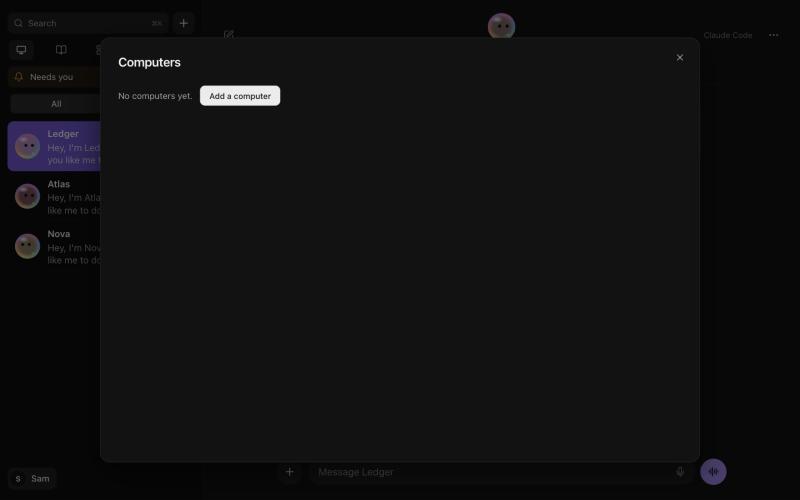 Search
⌘K
Claude Code
Needs you
All
Computers
No computers yet.
Add a computer
Ledger
Hey, I'm Led
you like me t
Atlas
Hey, I'm Atla
like me to do
Nova
Hey, I'm Nov
like me to do
S
Sam
Message Ledger